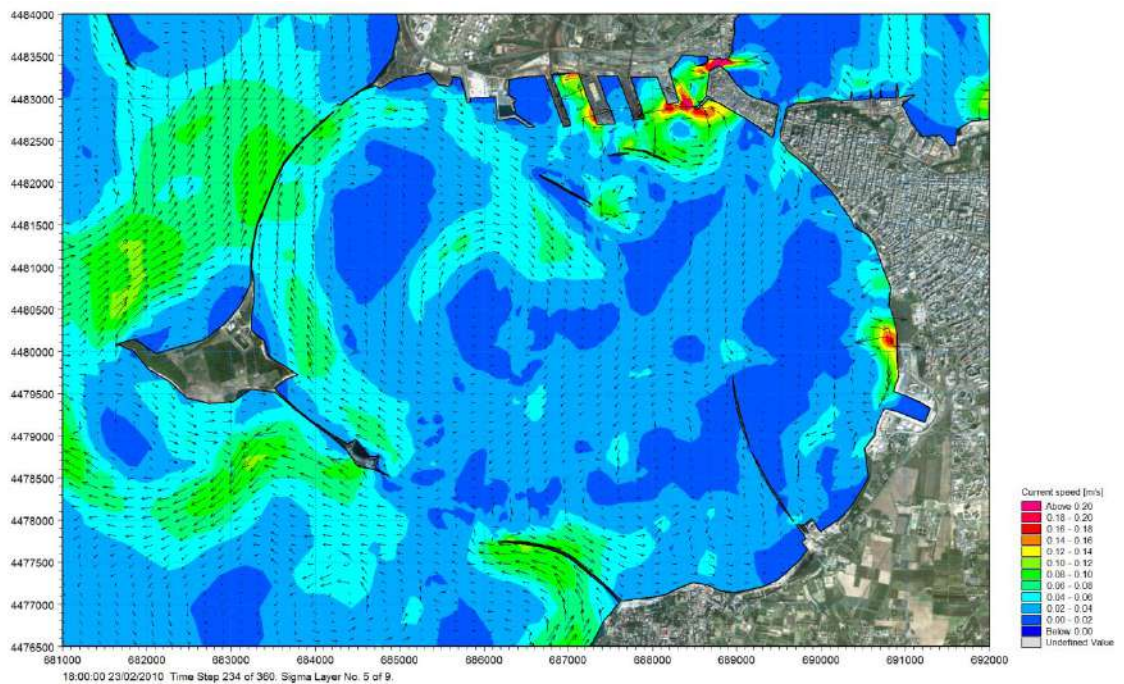 4484000
4483500
4483000
4482500
4482000
4481500
4481000
4480500
4480000
4479500
4479000
4478500
4478000
4477500
4477000
4476500
681000 682000 683000 684000 685000 686000 687000 688000 689000 690000 691000 692000
18:00:00 23/02/2010 Time Step 234 of 360. Sigma Layer No. 5 of 9.
Current speed [m/s]
Above 0.20
0.18 - 0.20
0.16 - 0.18
0.14 - 0.16
0.12 - 0.14
0.10 - 0.12
0.08 - 0.10
0.06 - 0.08
0.04 - 0.06
0.02 - 0.04
0.00 - 0.02
Below 0.00
Undefined Value